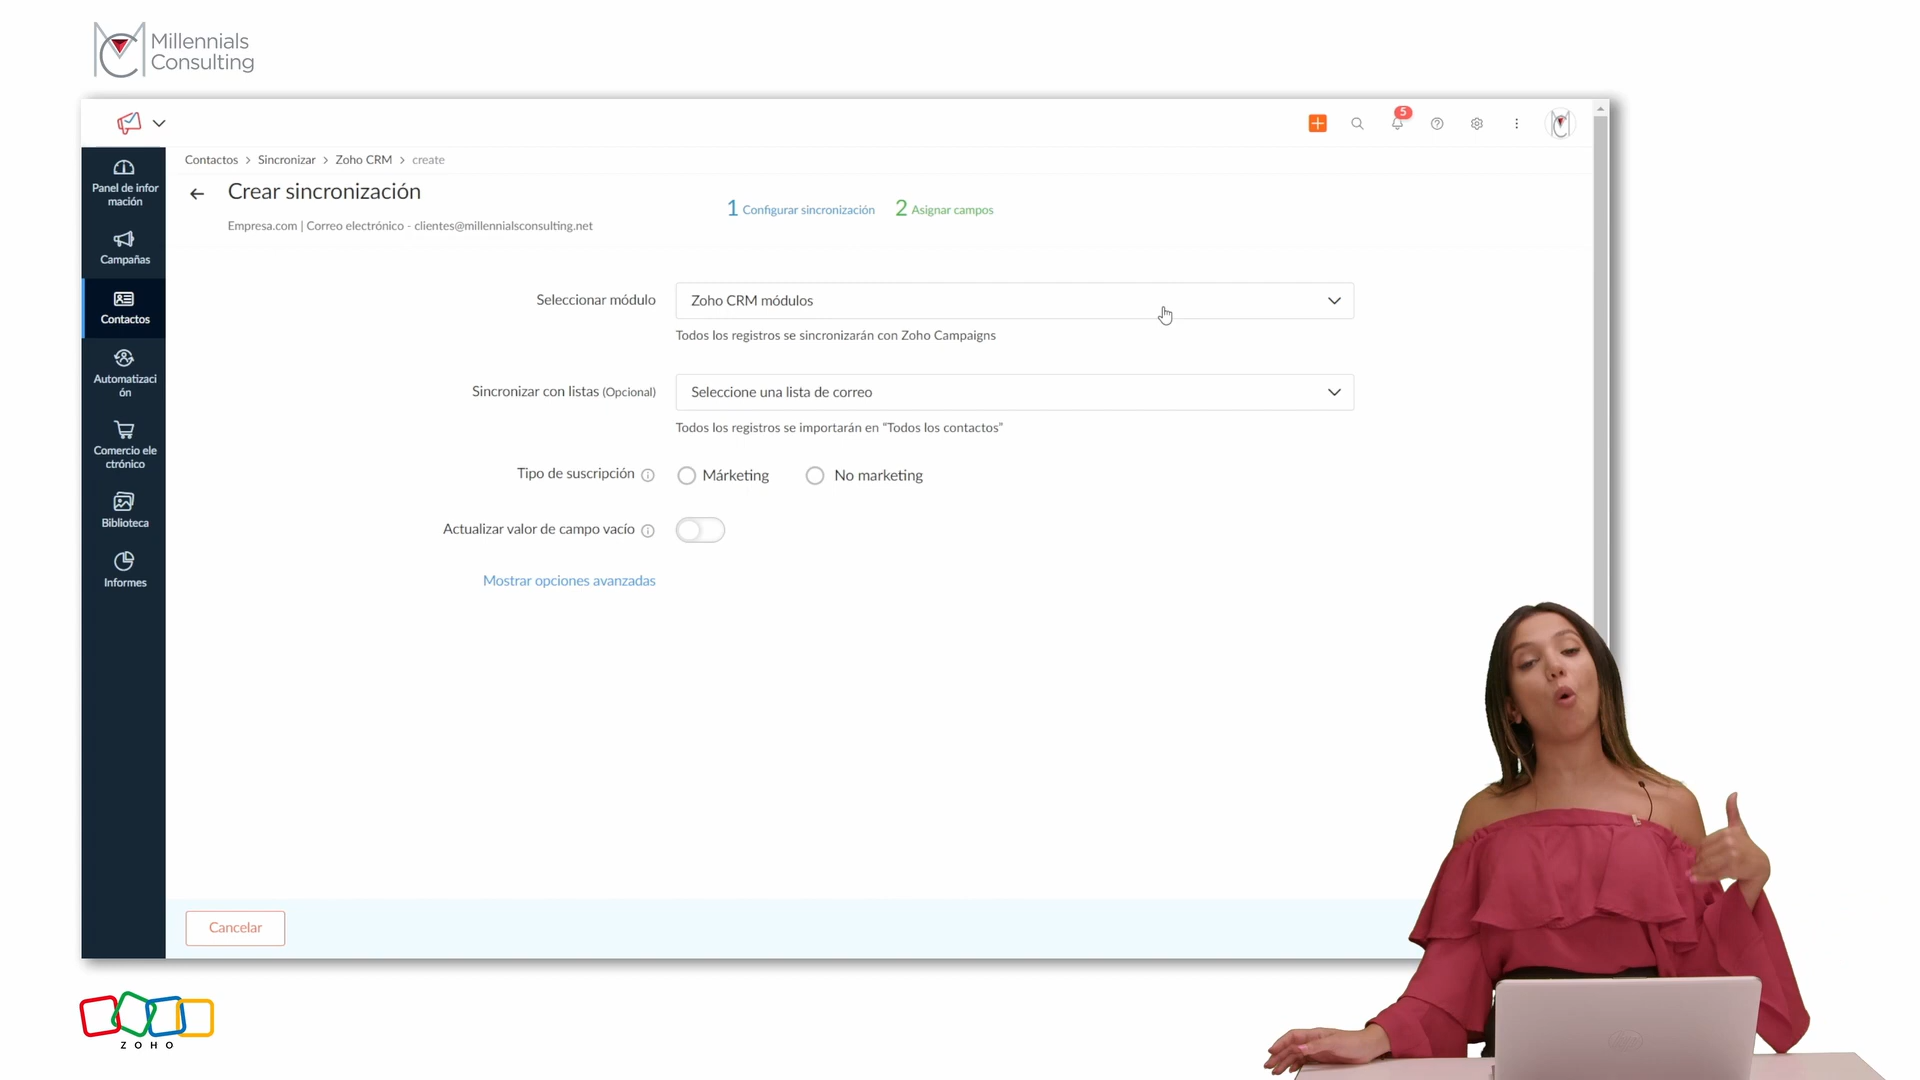 Millennials
Consulting
5
Contactos > Sincronizar > Zoho CRM > create
Crear sincronización
1 Configurar sincronización 2 Asignar campos
Empresa.com | Correo electrónico - clientes@millennialsconsulting.net
Panel de infor
mación
Campañas
Contactos
Automatizaci
ón
Comercio ele
ctrónico
Biblioteca
Informes
Seleccionar módulo Zoho CRM módulos
Todos los registros se sincronizarán con Zoho Campaigns
Sincronizar con listas (Opcional) Seleccione una lista de correo
Todos los registros se importarán en “Todos los contactos”
Tipo de suscripción Márketing No marketing
Actualizar valor de campo vacío
Mostrar opciones avanzadas
Cancelar
ZOHO